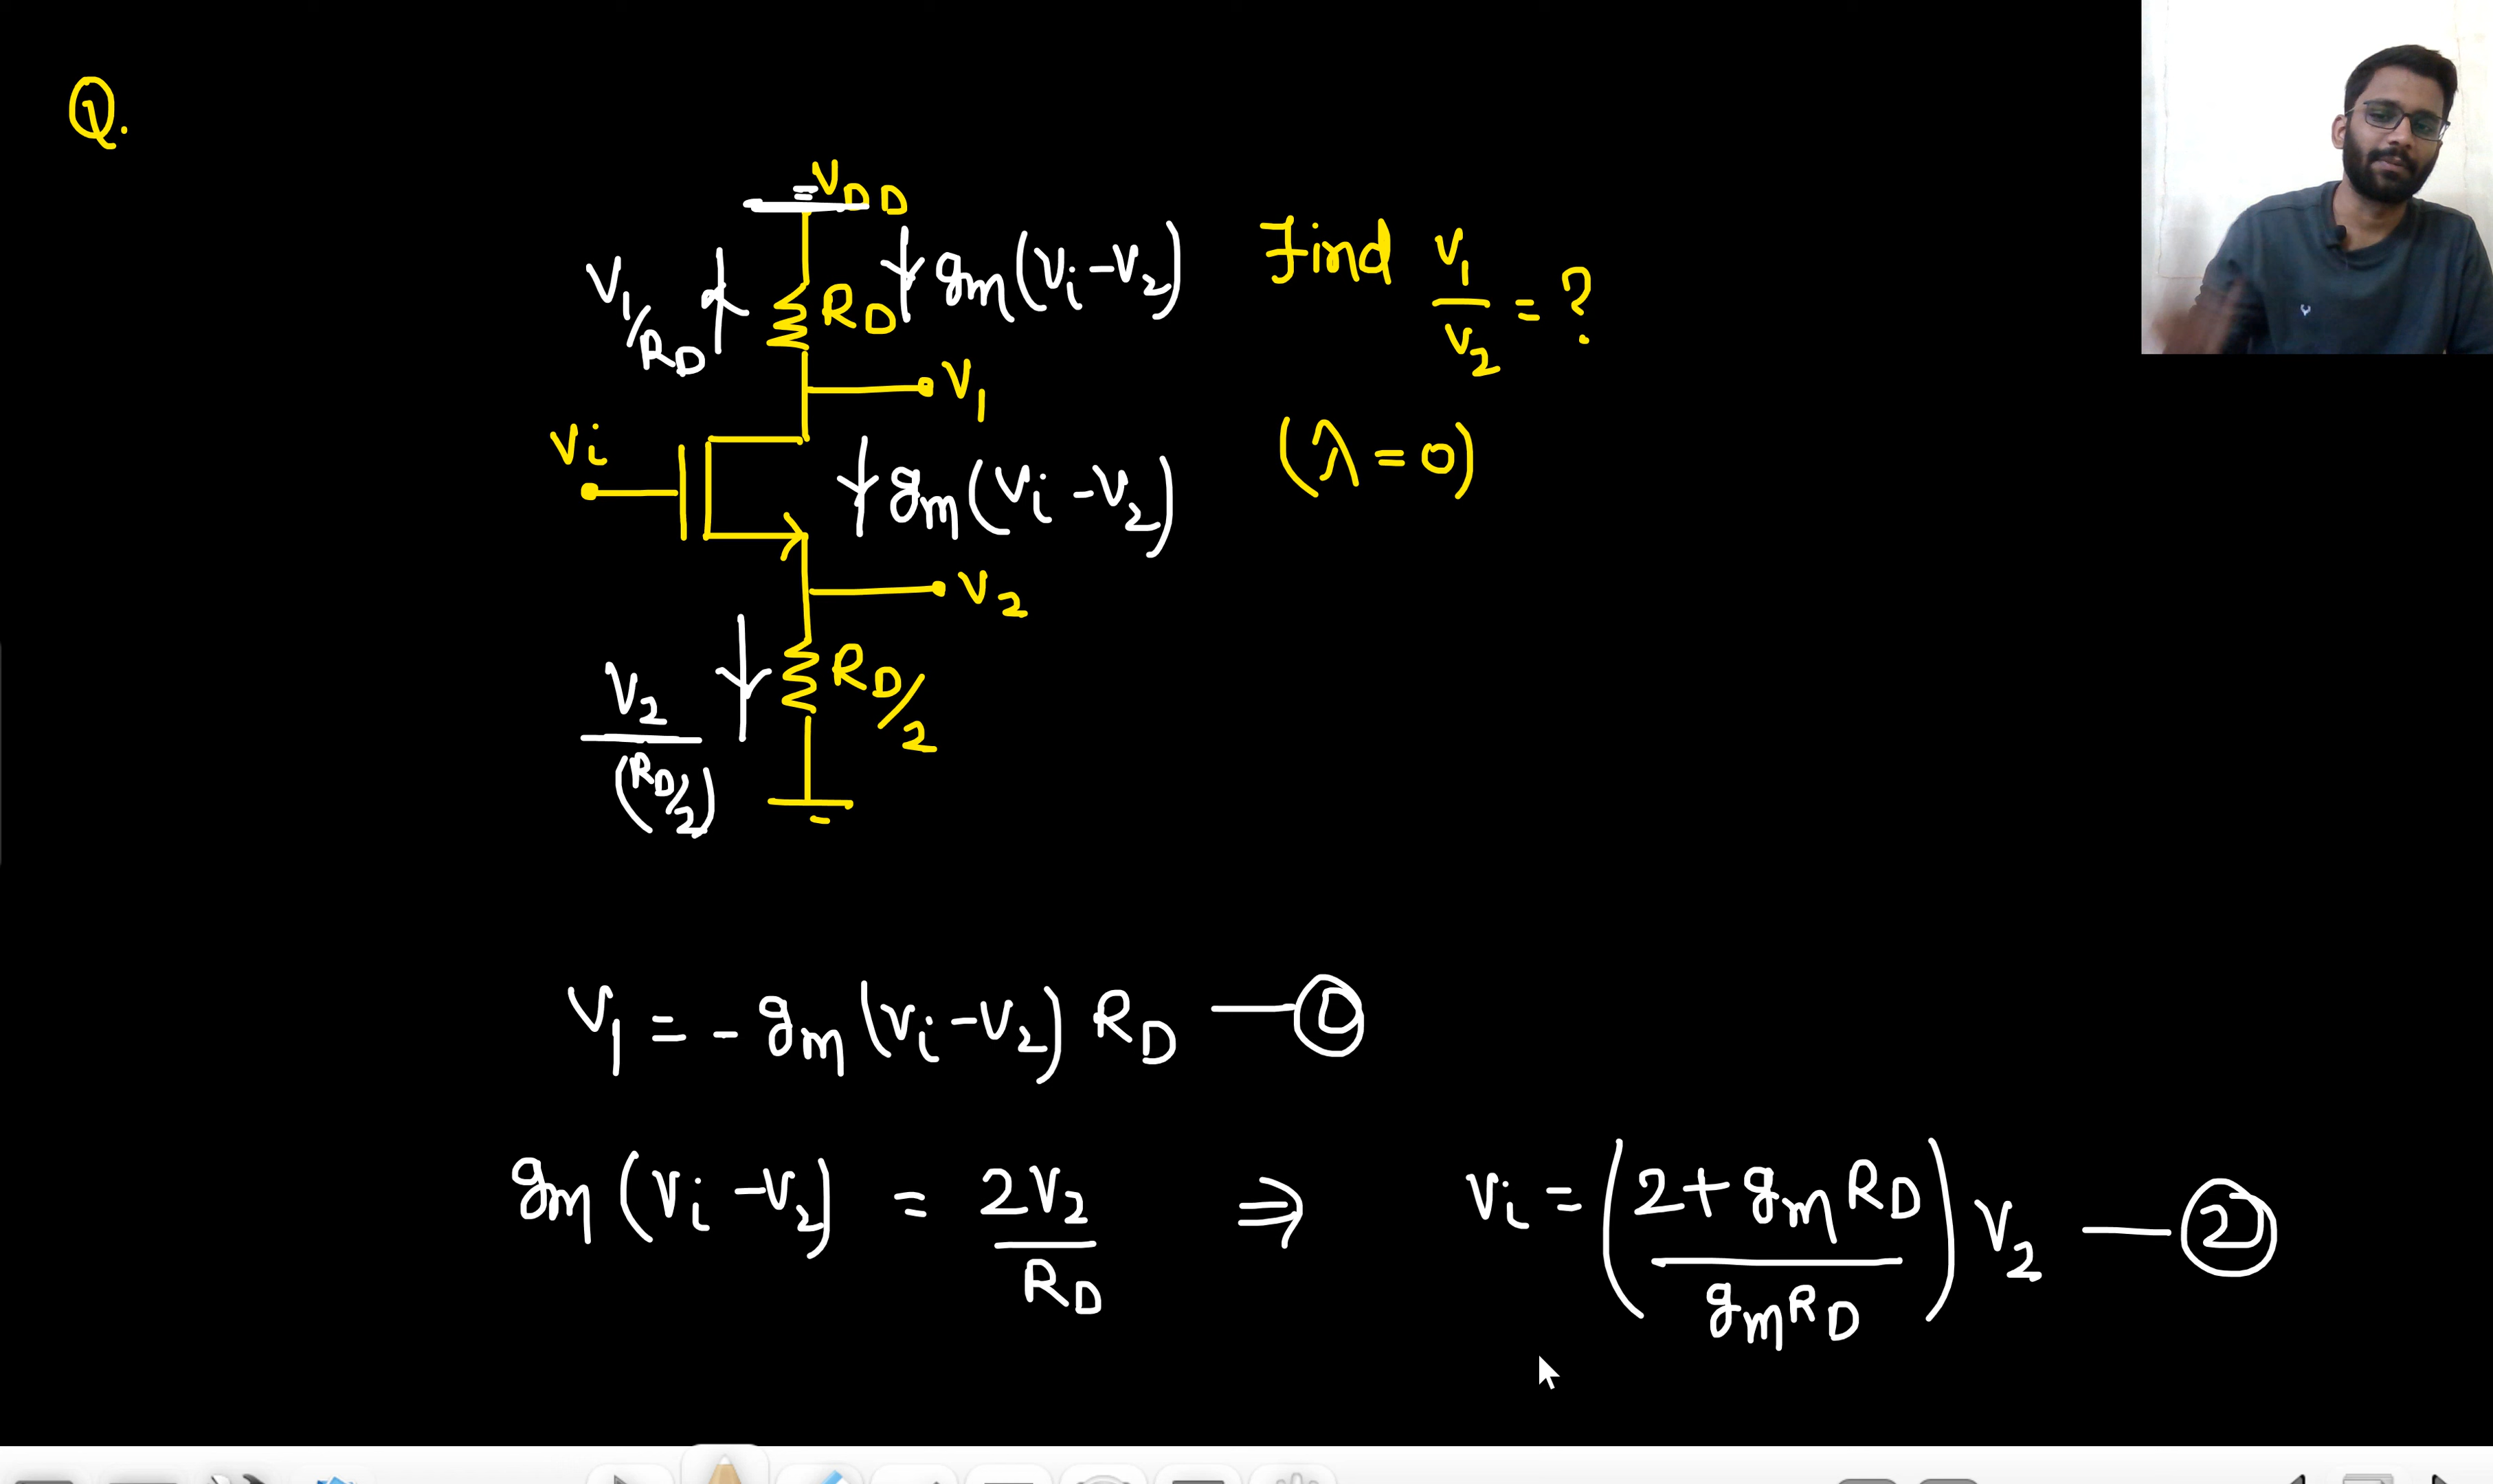 Q.
VDD
V1/RD
RD
gm(Vi-V2)
Find V1/V2 = ?
V1
Vi
(λ=0)
gm(Vi-V2)
V2
RD/2
V2/(RD/2)
V1 = - gm(Vi-V2) RD — ①
gm(Vi-V2) = 2V2/RD ⇒ Vi = ((2+gmRD)/(gmRD)) V2 — ②